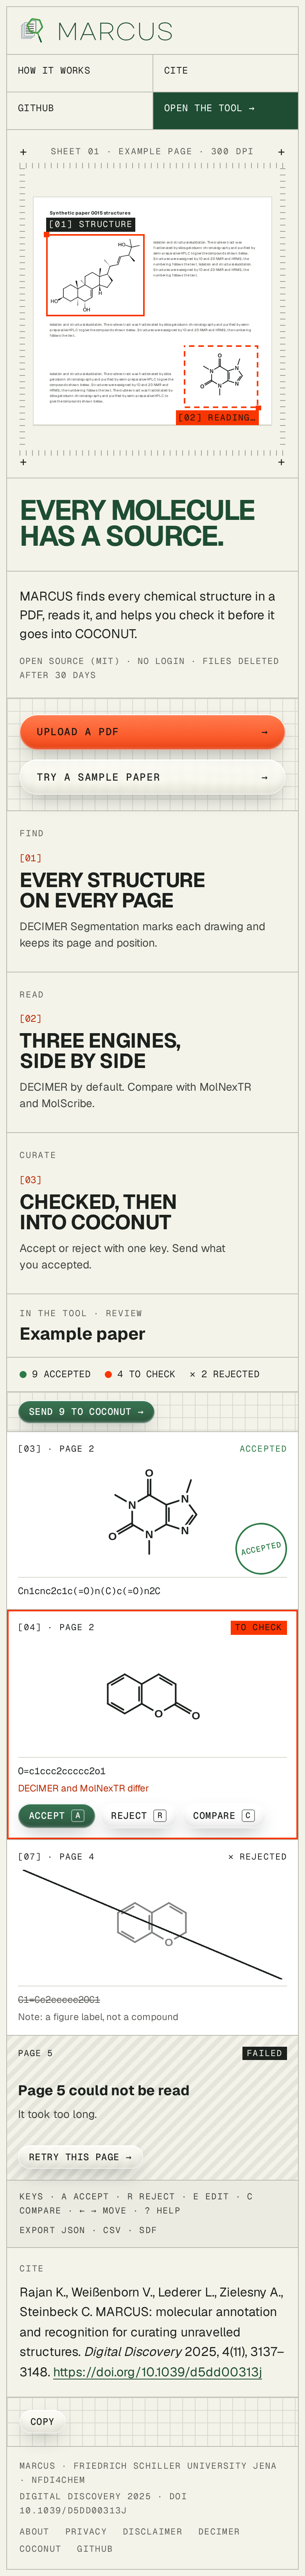 MARCUS
HOW IT WORKS
CITE
GITHUB
OPEN THE TOOL →
SHEET 01 · EXAMPLE PAGE · 300 DPI
Synthetic paper 0015 structures
[01] STRUCTURE
HO
HO
OH
H
[02] READING…
EVERY MOLECULE
HAS A SOURCE.
MARCUS finds every chemical structure in a
PDF, reads it, and helps you check it before it
goes into COCONUT.
OPEN SOURCE (MIT) · NO LOGIN · FILES DELETED
AFTER 30 DAYS
UPLOAD A PDF →
TRY A SAMPLE PAPER →
FIND
[01]
EVERY STRUCTURE
ON EVERY PAGE
DECIMER Segmentation marks each drawing and
keeps its page and position.
READ
[02]
THREE ENGINES,
SIDE BY SIDE
DECIMER by default. Compare with MolNexTR
and MolScribe.
CURATE
[03]
CHECKED, THEN
INTO COCONUT
Accept or reject with one key. Send what
you accepted.
IN THE TOOL · REVIEW
Example paper
9 ACCEPTED
4 TO CHECK
× 2 REJECTED
SEND 9 TO COCONUT →
[03] · PAGE 2
ACCEPTED
O
N
N
O
N
N
ACCEPTED
Cn1cnc2c1c(=O)n(C)c(=O)n2C
[04] · PAGE 2
TO CHECK
O
O
O=c1ccc2ccccc2o1
DECIMER and MolNexTR differ
ACCEPT A
REJECT R
COMPARE C
[07] · PAGE 4
× REJECTED
O
C1=Cc2ccccc2OC1
Note: a figure label, not a compound
PAGE 5
FAILED
Page 5 could not be read
It took too long.
RETRY THIS PAGE →
KEYS · A ACCEPT · R REJECT · E EDIT · C
COMPARE · ← → MOVE · ? HELP
EXPORT JSON · CSV · SDF
CITE
Rajan K., Weißenborn V., Lederer L., Zielesny A.,
Steinbeck C. MARCUS: molecular annotation
and recognition for curating unravelled
structures. Digital Discovery 2025, 4(11), 3137–
3148. https://doi.org/10.1039/d5dd00313j
COPY
MARCUS · FRIEDRICH SCHILLER UNIVERSITY JENA
· NFDI4CHEM
DIGITAL DISCOVERY 2025 · DOI
10.1039/D5DD00313J
ABOUT PRIVACY DISCLAIMER DECIMER
COCONUT GITHUB